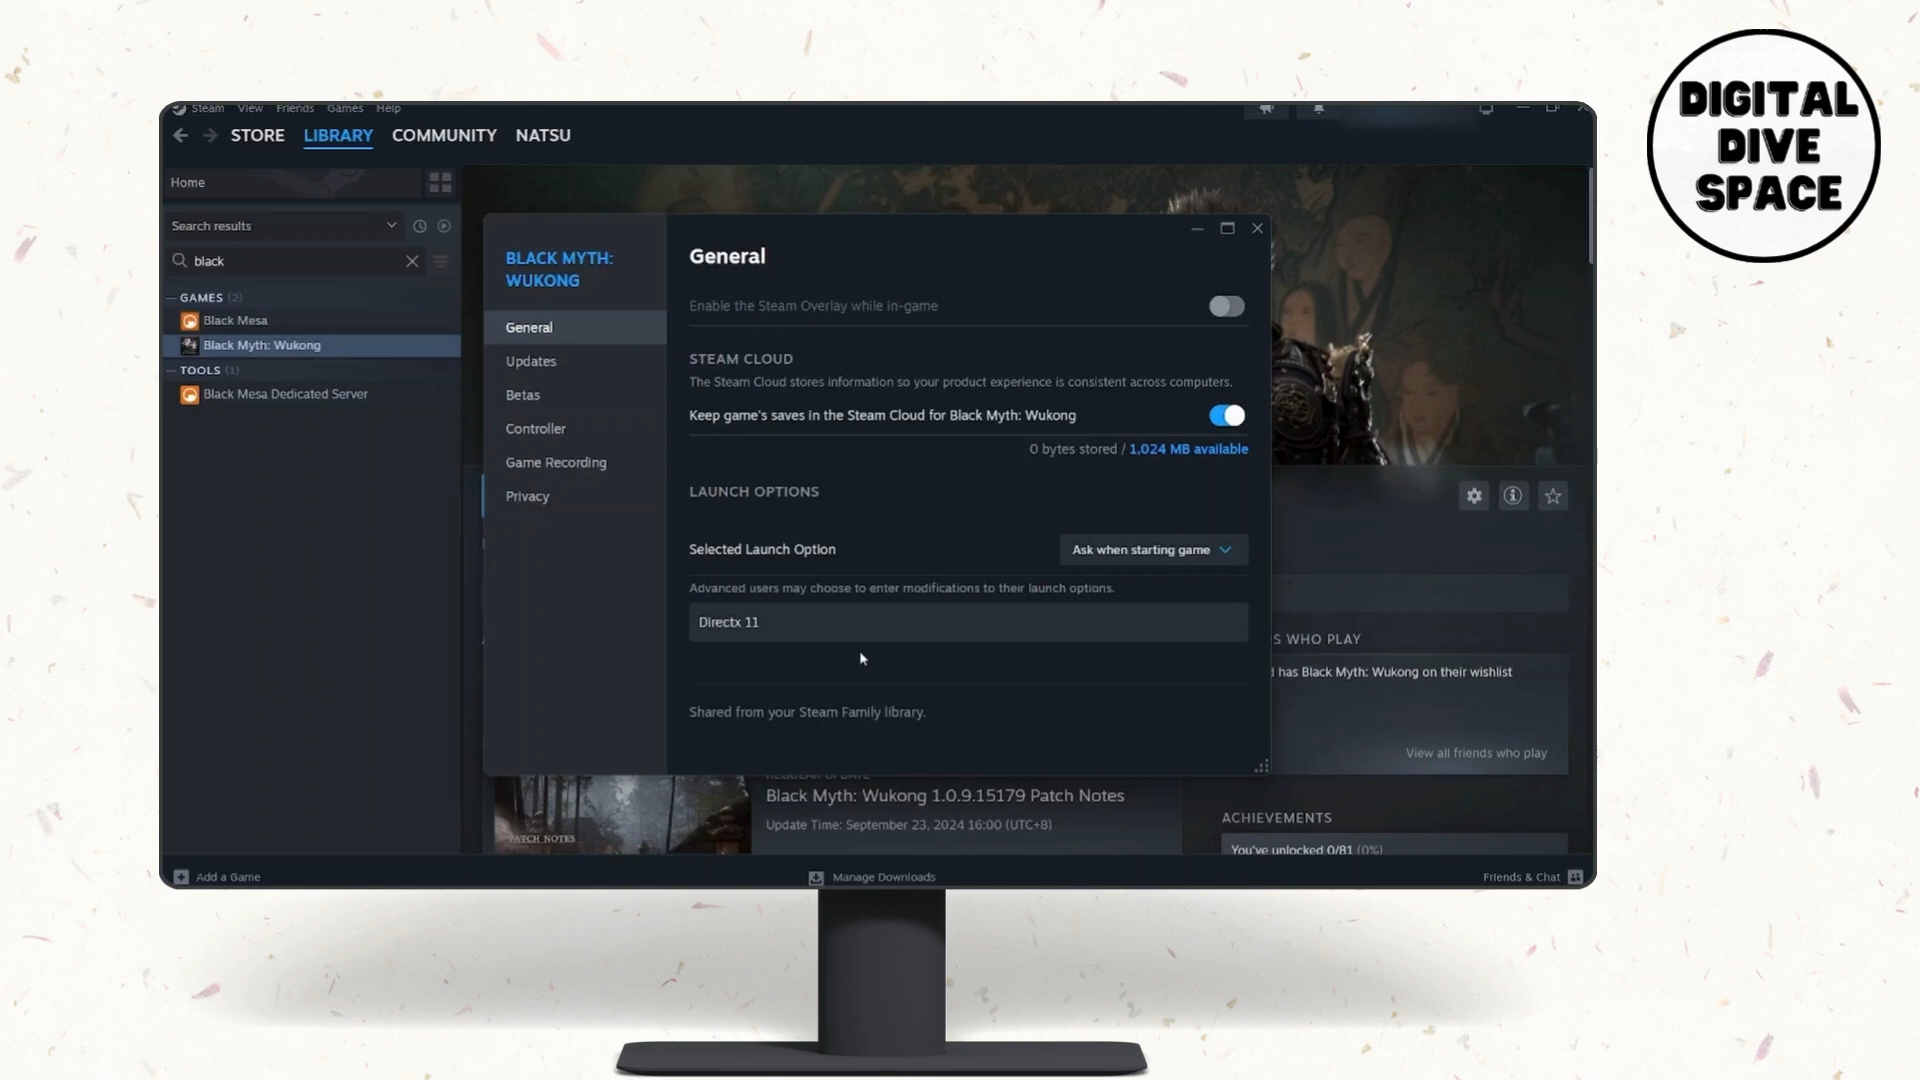 DIGITAL
DIVE
SPACE
Steam View Friends Games Help
STORE LIBRARY COMMUNITY NATSU
Home
Search results
black
GAMES (2)
Black Mesa
Black Myth: Wukong
TOOLS (1)
Black Mesa Dedicated Server
BLACK MYTH:
WUKONG
General
Updates
Betas
Controller
Game Recording
Privacy
General
Enable the Steam Overlay while in-game
STEAM CLOUD
The Steam Cloud stores information so your product experience is consistent across computers.
Keep game's saves in the Steam Cloud for Black Myth: Wukong
0 bytes stored / 1,024 MB available
LAUNCH OPTIONS
Selected Launch Option
Ask when starting game
Advanced users may choose to enter modifications to their launch options.
Directx 11
Shared from your Steam Family library.
S WHO PLAY
has Black Myth: Wukong on their wishlist
View all friends who play
REGULAR UPDATE
Black Myth: Wukong 1.0.9.15179 Patch Notes
Update Time: September 23, 2024 16:00 (UTC+8)
PATCH NOTES
ACHIEVEMENTS
You've unlocked 0/81 (0%)
Add a Game
Manage Downloads
Friends & Chat